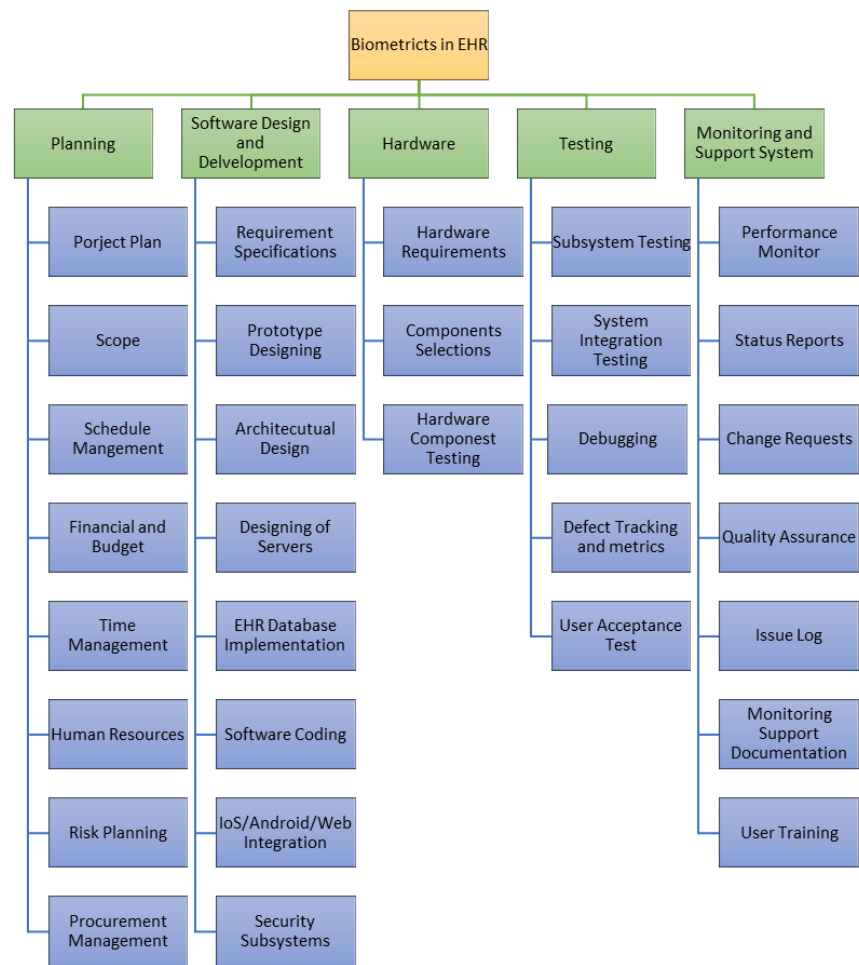 Biometricts in EHR
Planning
Software Design
and
Delvelopment
Hardware
Testing
Monitoring and
Support System
Porject Plan
Scope
Schedule
Mangement
Financial and
Budget
Time
Management
Human Resources
Risk Planning
Procurement
Management
Requirement
Specifications
Prototype
Designing
Architecutual
Design
Designing of
Servers
EHR Database
Implementation
Software Coding
IoS/Android/Web
Integration
Security
Subsystems
Hardware
Requirements
Components
Selections
Hardware
Componest
Testing
Subsystem Testing
System
Integration
Testing
Debugging
Defect Tracking
and metrics
User Acceptance
Test
Performance
Monitor
Status Reports
Change Requests
Quality Assurance
Issue Log
Monitoring
Support
Documentation
User Training